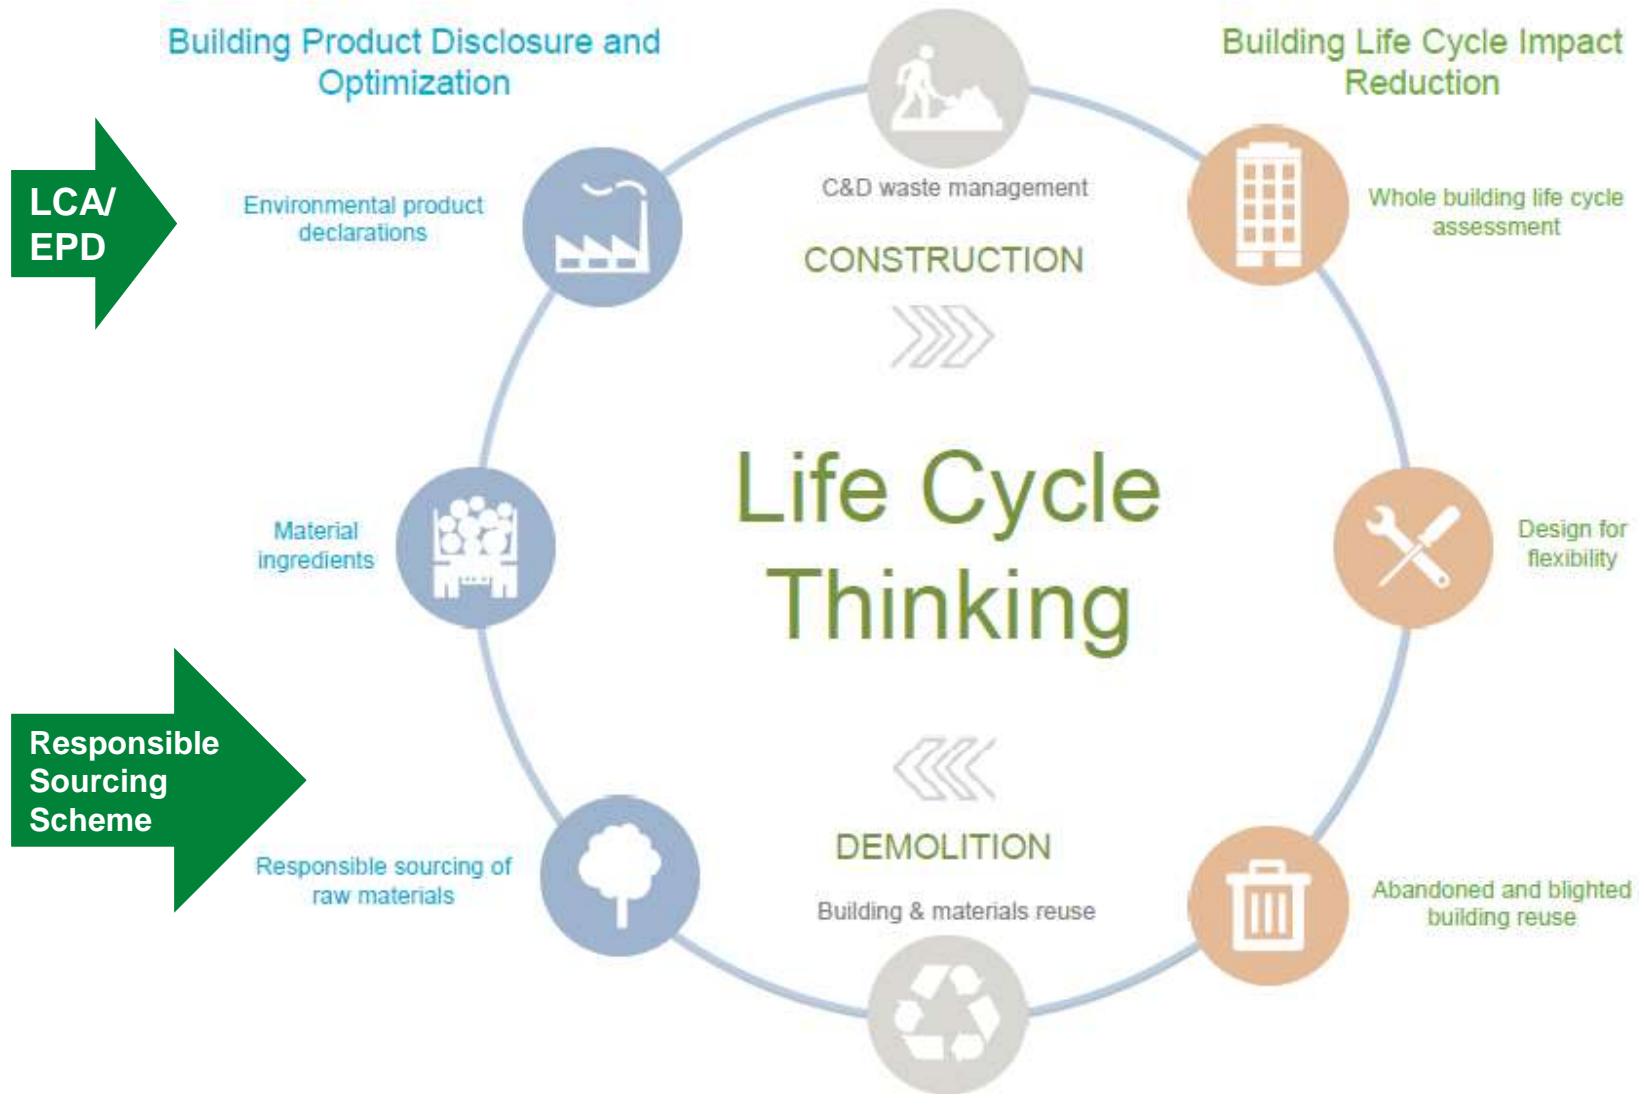 Building Product Disclosure and
Optimization
Building Life Cycle Impact
Reduction
LCA/
EPD
Environmental product
declarations
C&D waste management
CONSTRUCTION
Whole building life cycle
assessment
Life Cycle
Thinking
Material
ingredients
Design for
flexibility
Responsible
Sourcing
Scheme
Responsible sourcing of
raw materials
DEMOLITION
Building & materials reuse
Abandoned and blighted
building reuse